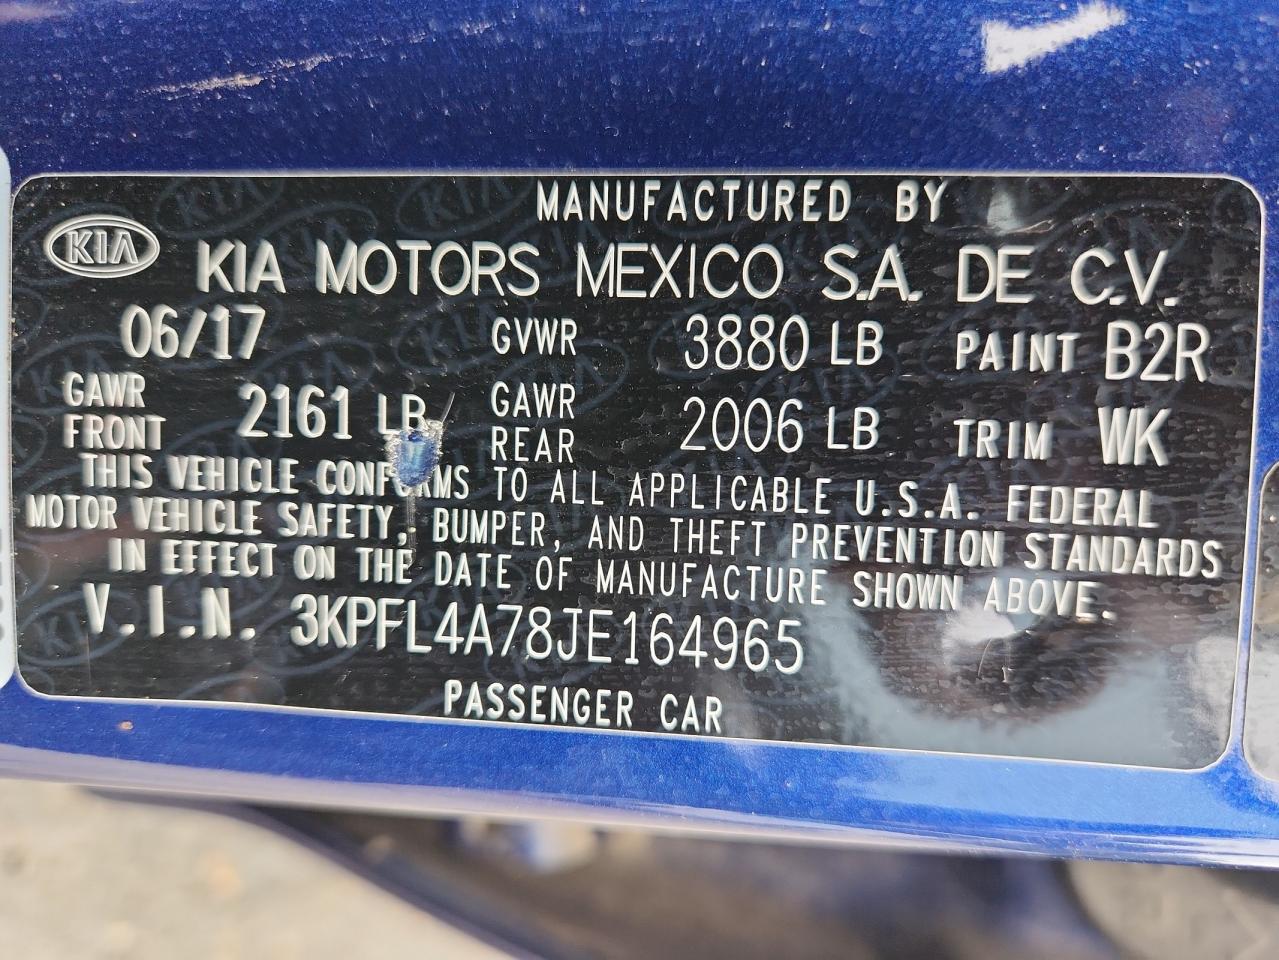 MANUFACTURED BY
KIA KIA MOTORS MEXICO S.A. DE C.V.
06/17 GVWR 3880 LB PAINT B2R
GAWR FRONT 2161 LB GAWR REAR 2006 LB TRIM WK
THIS VEHICLE CONFORMS TO ALL APPLICABLE U.S.A. FEDERAL
MOTOR VEHICLE SAFETY, BUMPER, AND THEFT PREVENTION STANDARDS
IN EFFECT ON THE DATE OF MANUFACTURE SHOWN ABOVE.
V.I.N. 3KPFL4A78JE164965
PASSENGER CAR